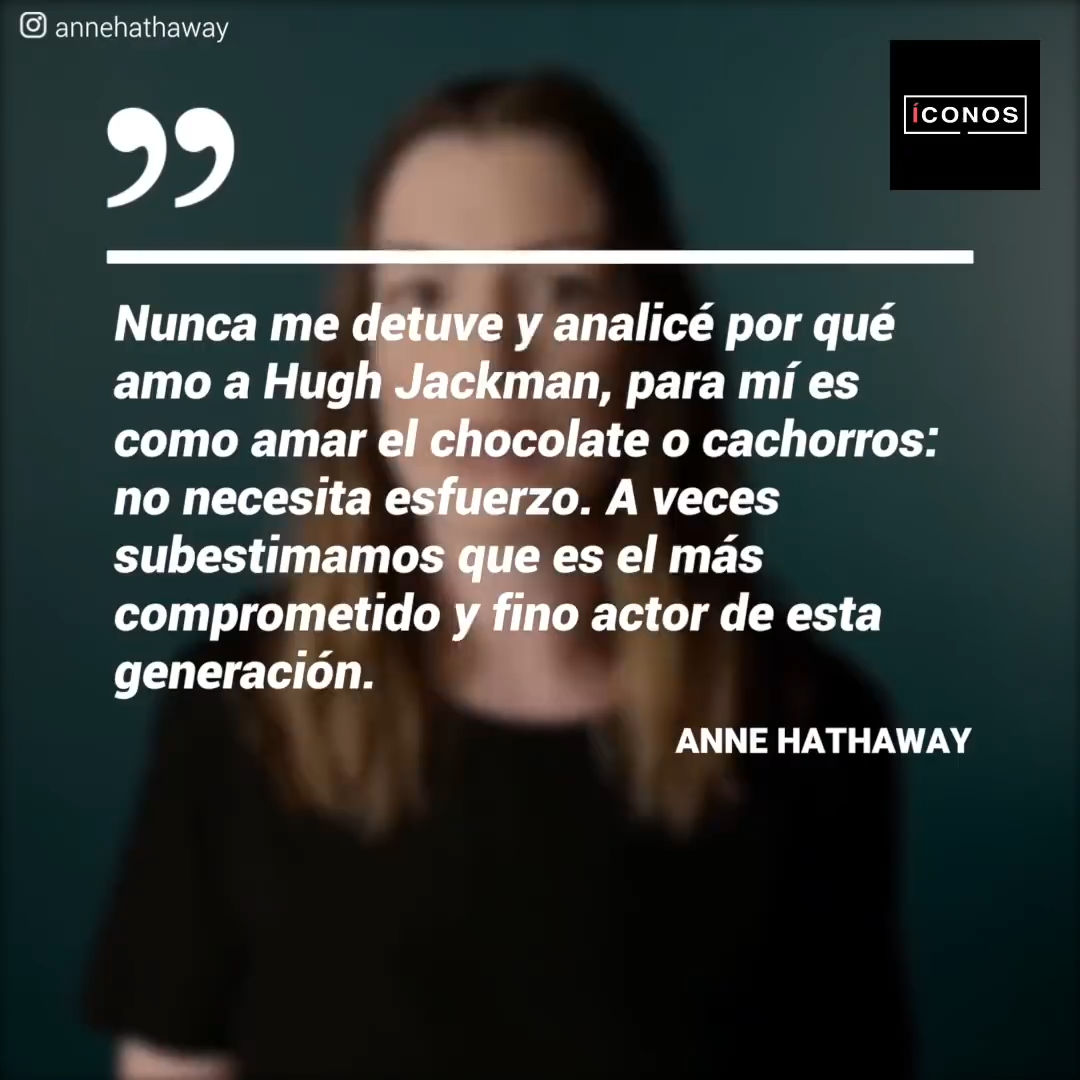 annehathaway
íCONOS
Nunca me detuve y analicé por qué
amo a Hugh Jackman, para mí es
como amar el chocolate o cachorros:
no necesita esfuerzo. A veces
subestimamos que es el más
comprometido y fino actor de esta
generación.
ANNE HATHAWAY